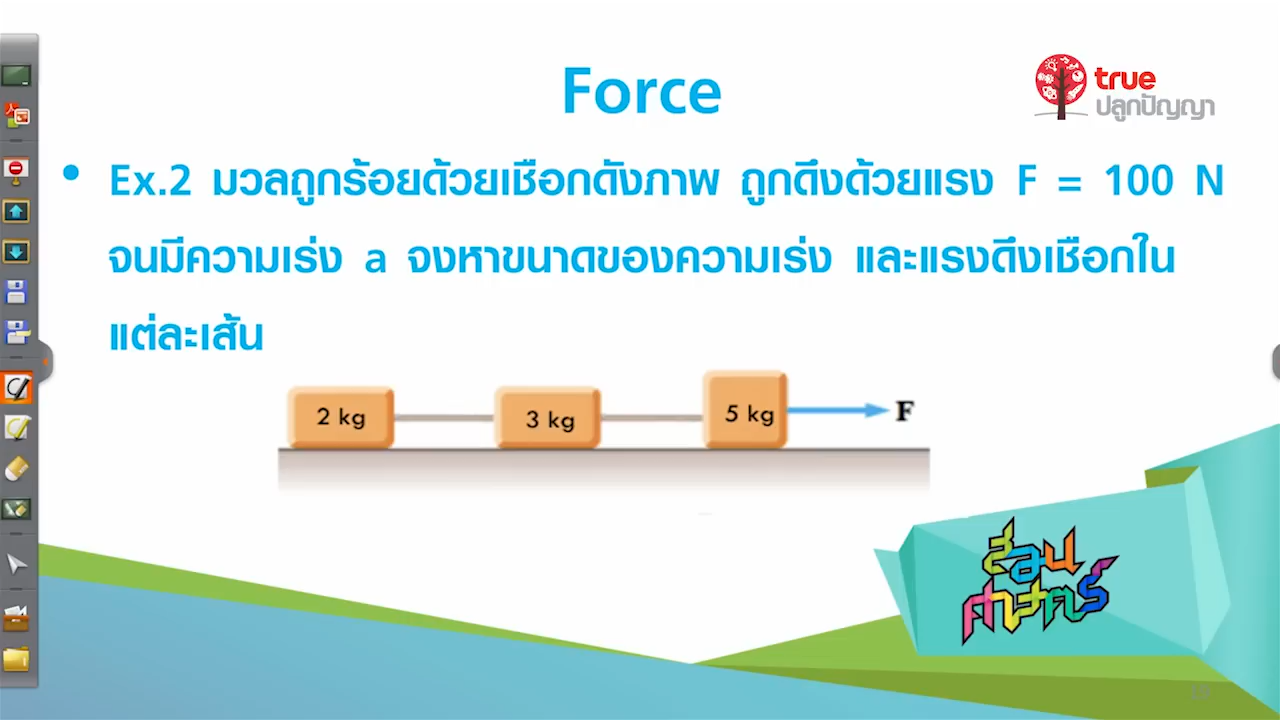 Force
true
ปลูกปัญญา
• Ex.2 มวลถูกร้อยด้วยเชือกดังภาพ ถูกดึงด้วยแรง F = 100 N
จนมีความเร่ง a จงหาขนาดของความเร่ง และแรงดึงเชือกใน
แต่ละเส้น
2 kg
3 kg
5 kg
F
สอน
ศาสตร์